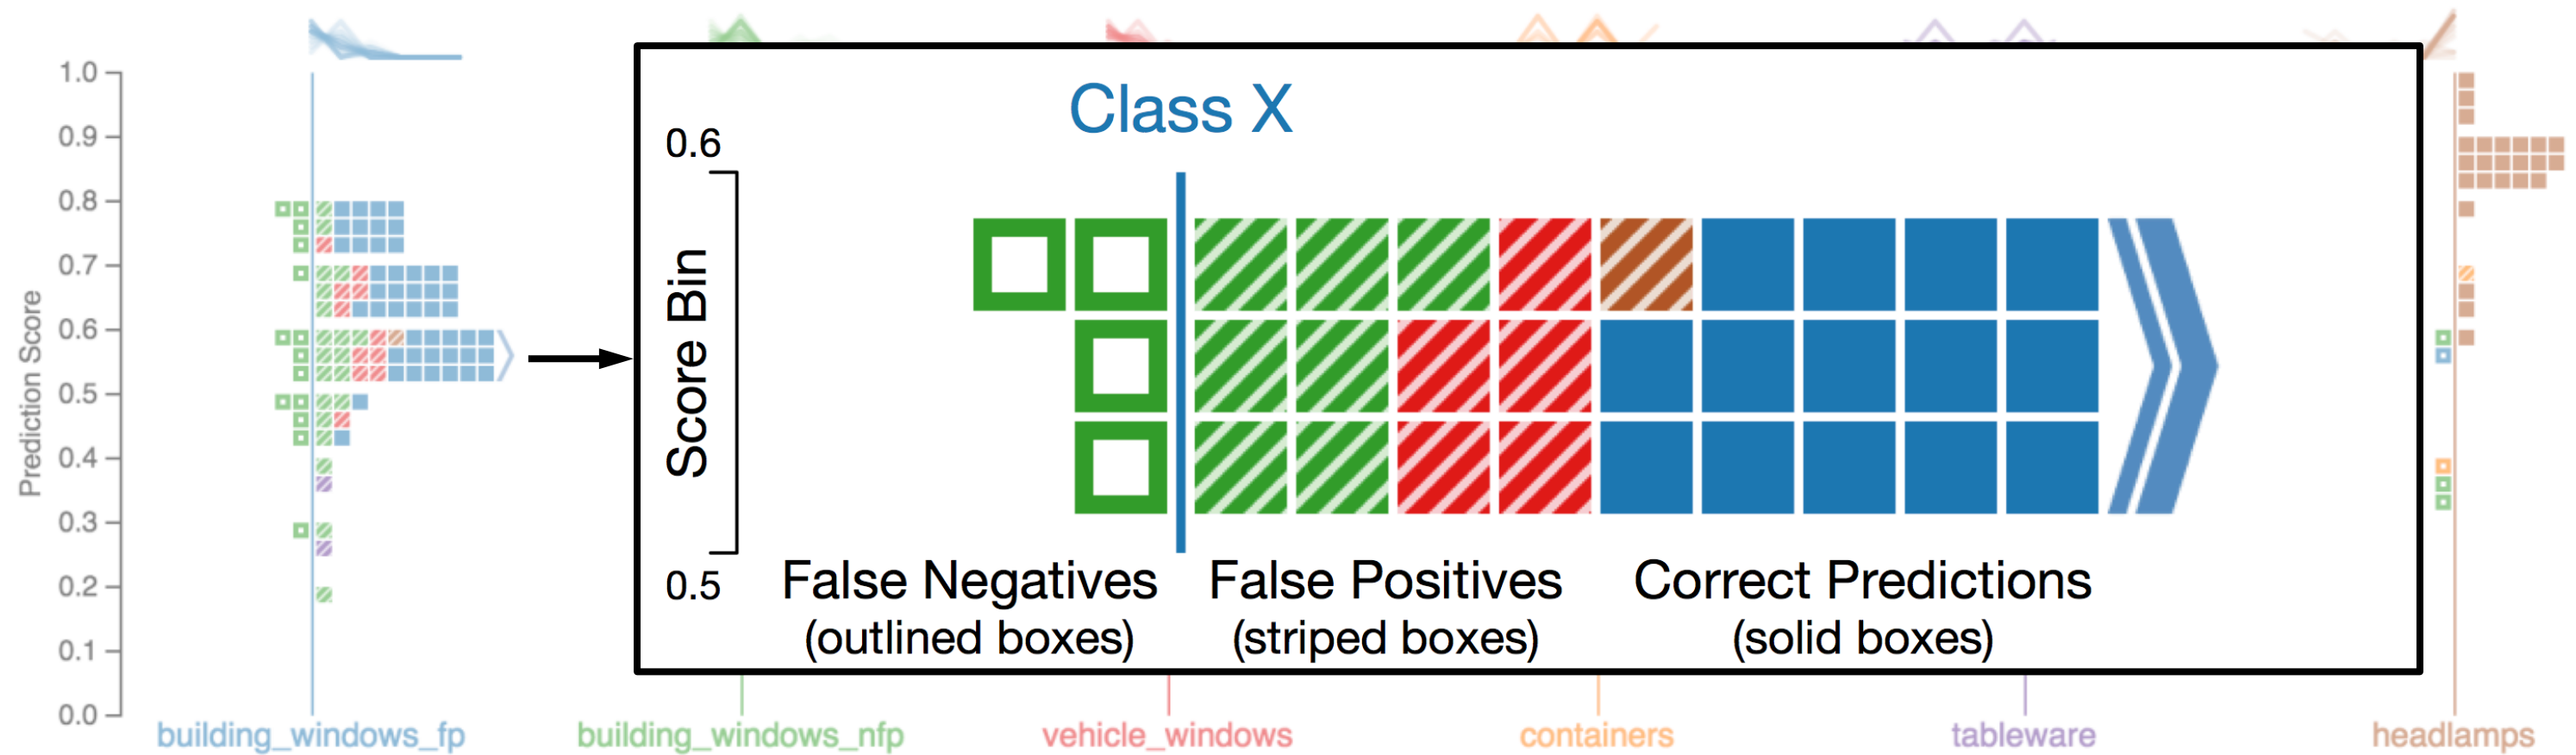 Prediction Score
1.0
0.9
0.8
0.7
0.6
0.5
0.4
0.3
0.2
0.1
0.0
Class X
0.6
Score Bin
0.5
False Negatives
(outlined boxes)
False Positives
(striped boxes)
Correct Predictions
(solid boxes)
building_windows_fp
building_windows_nfp
vehicle_windows
containers
tableware
headlamps